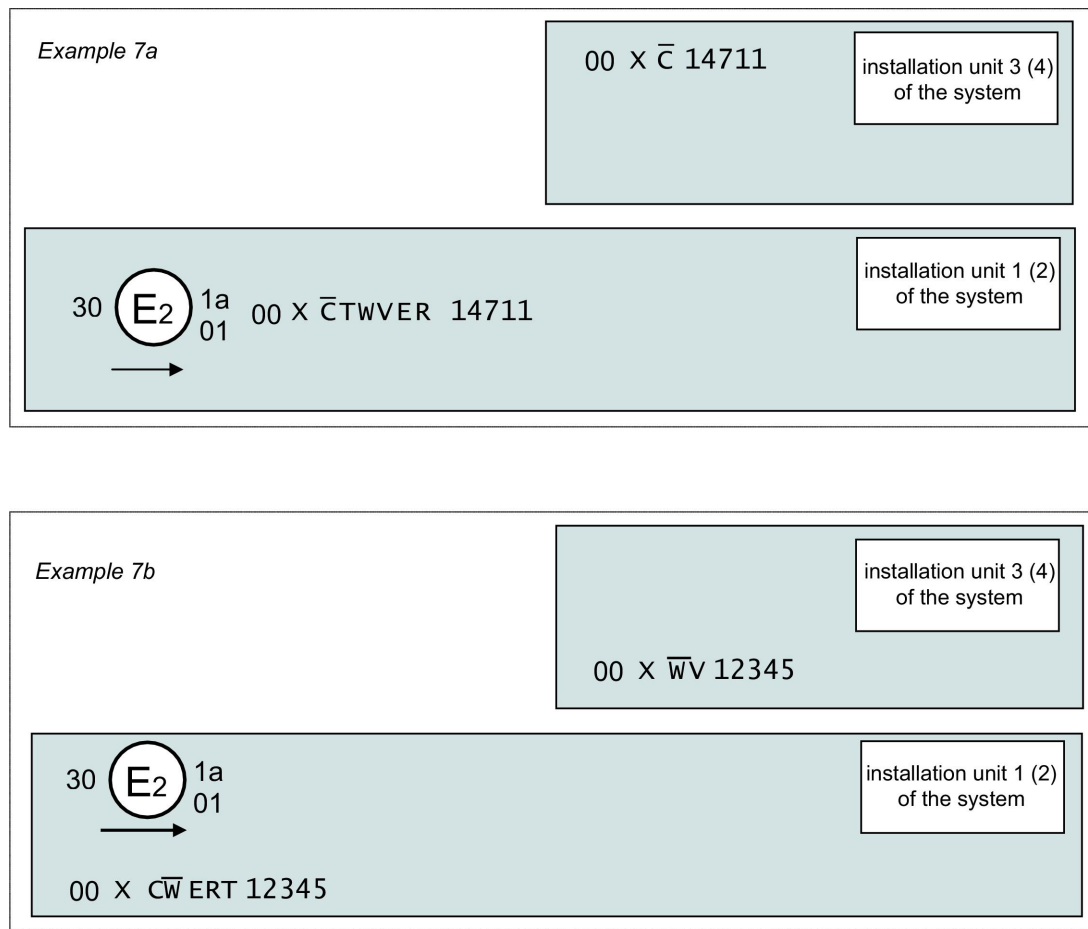 Example 7a
00 X C̅ 14711
installation unit 3 (4)
of the system
installation unit 1 (2)
of the system
30 E2 1a
01
00 X C̅TWVER 14711
Example 7b
installation unit 3 (4)
of the system
00 X W̅V 12345
30 E2 1a
01
installation unit 1 (2)
of the system
00 X CW̅ ERT 12345